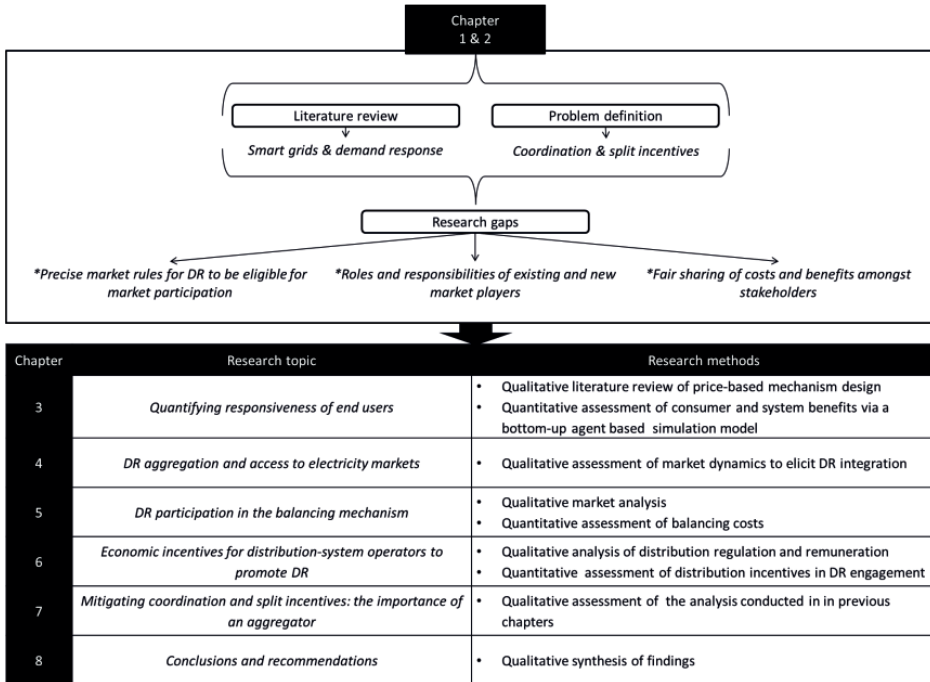 Chapter
1 & 2
Literature review
Problem definition
Smart grids & demand response
Coordination & split incentives
Research gaps
*Precise market rules for DR to be eligible for
market participation
*Roles and responsibilities of existing and new
market players
*Fair sharing of costs and benefits amongst
stakeholders
Chapter
Research topic
Research methods
3
Quantifying responsiveness of end users
• Qualitative literature review of price-based mechanism design
• Quantitative assessment of consumer and system benefits via a
bottom-up agent based simulation model
4
DR aggregation and access to electricity markets
• Qualitative assessment of market dynamics to elicit DR integration
5
DR participation in the balancing mechanism
• Qualitative market analysis
• Quantitative assessment of balancing costs
6
Economic incentives for distribution-system operators to
promote DR
• Qualitative analysis of distribution regulation and remuneration
• Quantitative assessment of distribution incentives in DR engagement
7
Mitigating coordination and split incentives: the importance of
an aggregator
• Qualitative assessment of the analysis conducted in in previous
chapters
8
Conclusions and recommendations
• Qualitative synthesis of findings